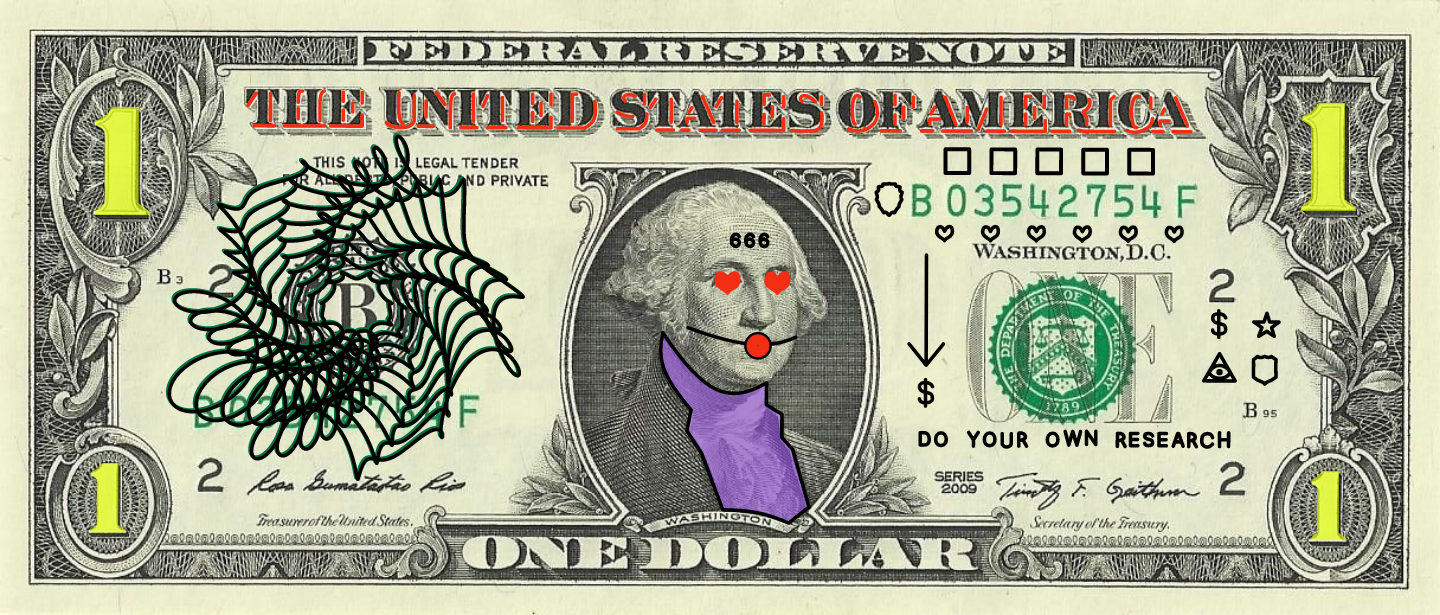 FEDERAL RESERVE NOTE
THE UNITED STATES OF AMERICA
THIS NOTE IS LEGAL TENDER
FOR ALL DEBTS, PUBLIC AND PRIVATE
1
1
B 03542754 F
666
WASHINGTON, D.C.
B 3
2
B
ONE
THE DEPARTMENT OF THE TREASURY
1789
2
$
$
B 95
F
DO YOUR OWN RESEARCH
2
Rosa Gumataotao Rios
SERIES
2009
Timothy F. Geithner
2
Treasurer of the United States.
WASHINGTON
Secretary of the Treasury.
1
1
ONE DOLLAR